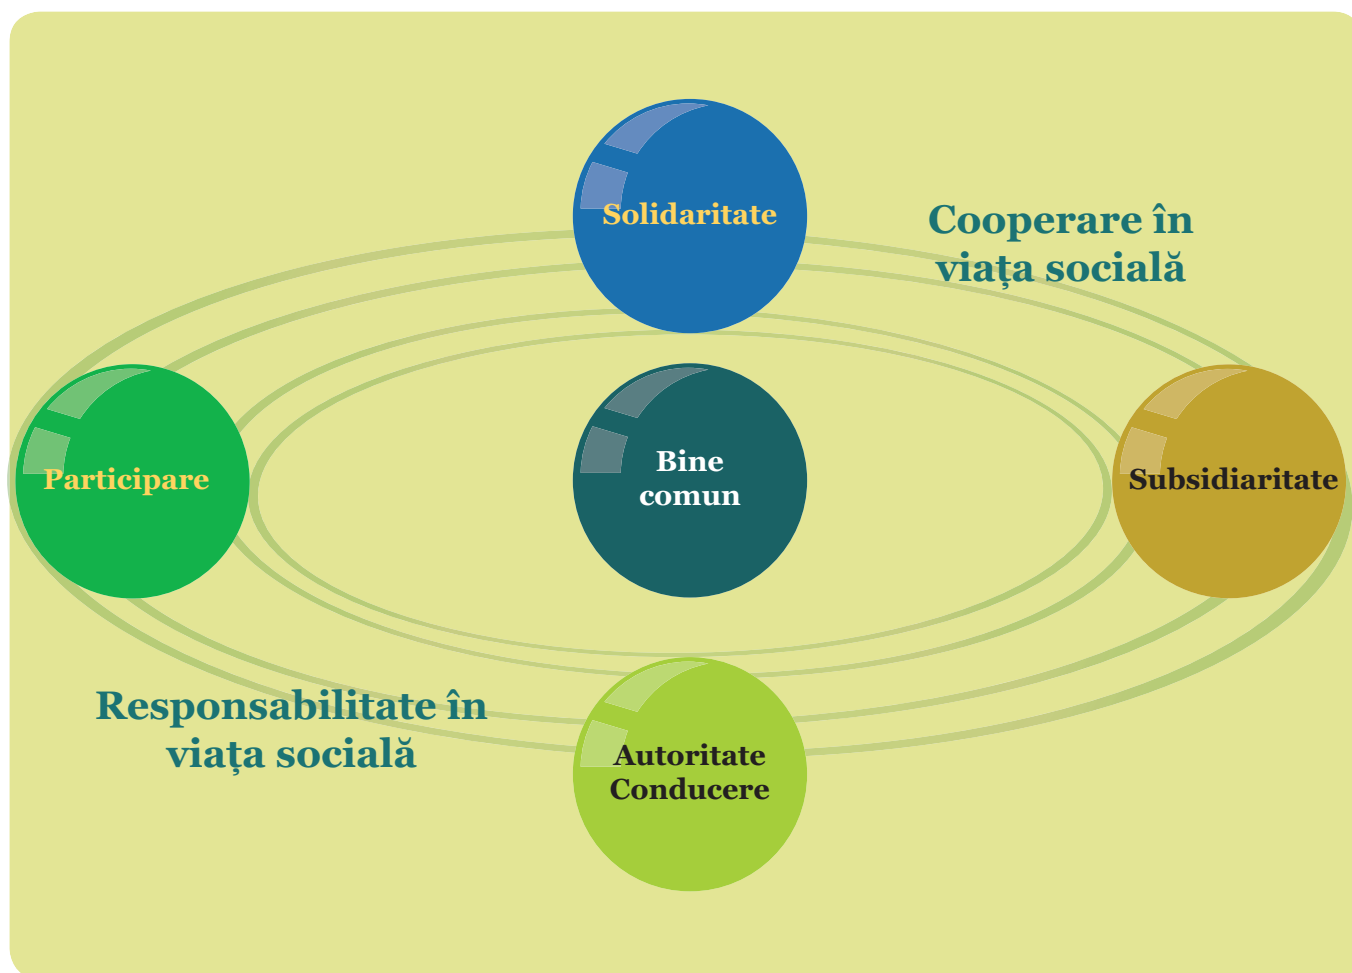 Solidaritate
Cooperare în
viața socială
Participare
Bine
comun
Subsidiaritate
Responsabilitate în
viața socială
Autoritate
Conducere